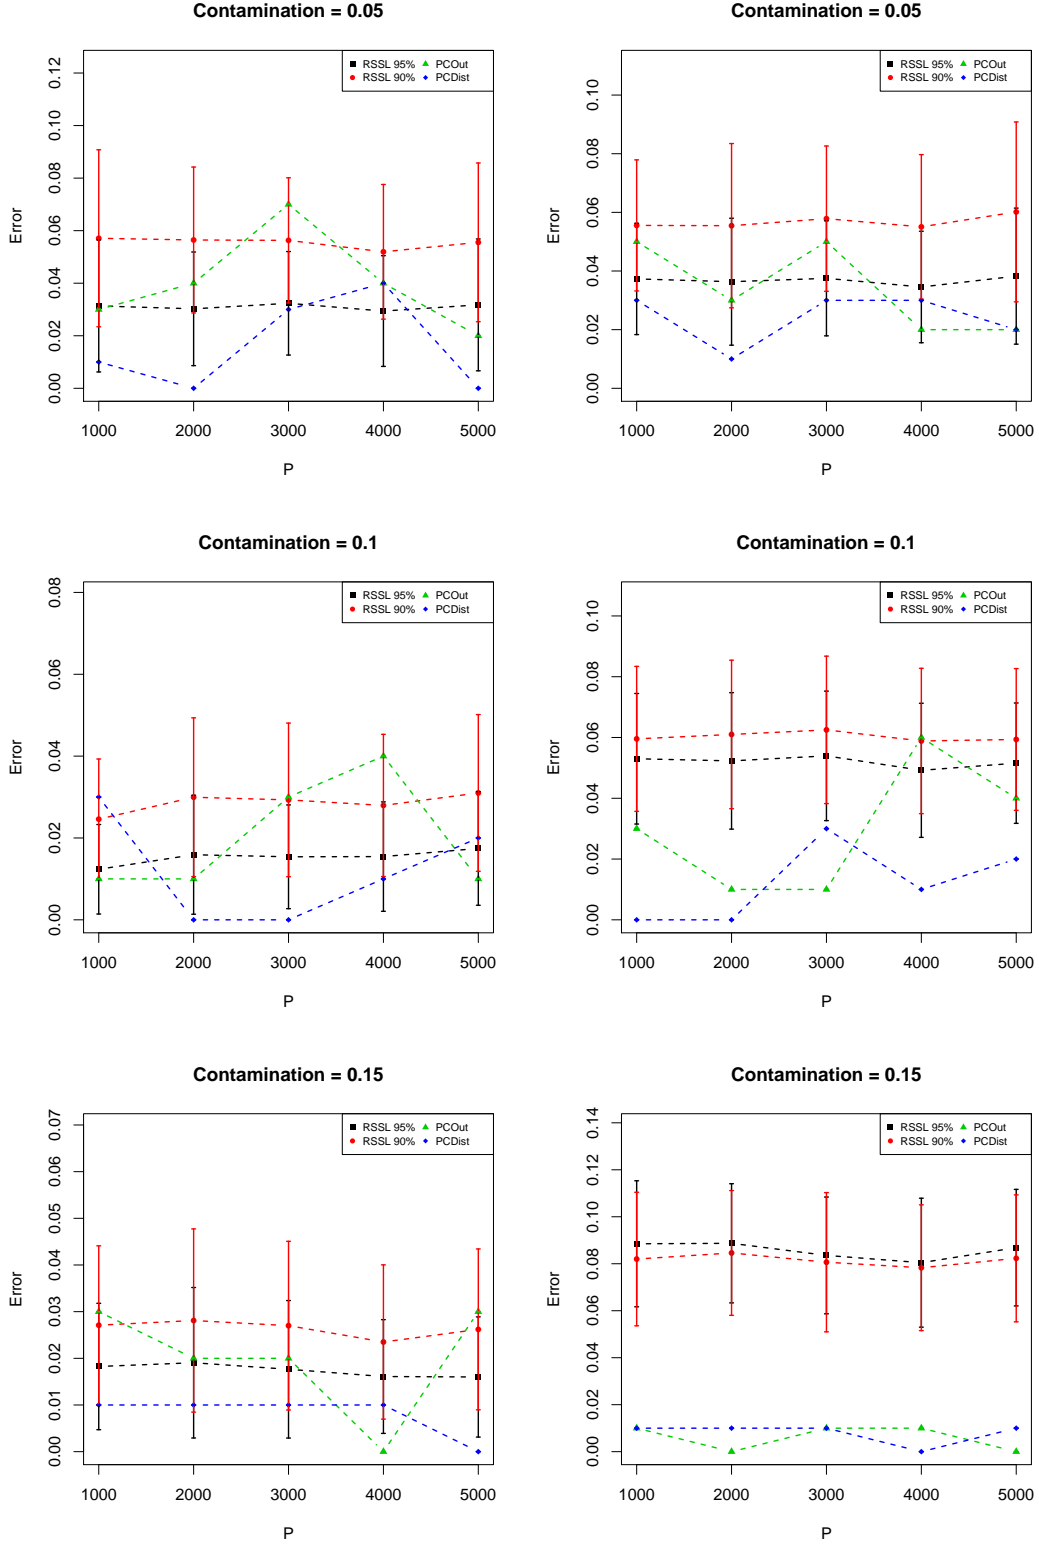 Contamination = 0.05
RSSL 95% PCOut
RSSL 90% PCDist
Error
0.00 0.02 0.04 0.06 0.08 0.10 0.12
1000 2000 3000 4000 5000
P
Contamination = 0.05
RSSL 95% PCOut
RSSL 90% PCDist
Error
0.00 0.02 0.04 0.06 0.08 0.10
1000 2000 3000 4000 5000
P
Contamination = 0.1
RSSL 95% PCOut
RSSL 90% PCDist
Error
0.00 0.02 0.04 0.06 0.08
1000 2000 3000 4000 5000
P
Contamination = 0.1
RSSL 95% PCOut
RSSL 90% PCDist
Error
0.00 0.02 0.04 0.06 0.08 0.10
1000 2000 3000 4000 5000
P
Contamination = 0.15
RSSL 95% PCOut
RSSL 90% PCDist
Error
0.00 0.01 0.02 0.03 0.04 0.05 0.06 0.07
1000 2000 3000 4000 5000
P
Contamination = 0.15
RSSL 95% PCOut
RSSL 90% PCDist
Error
0.00 0.02 0.04 0.06 0.08 0.10 0.12 0.14
1000 2000 3000 4000 5000
P